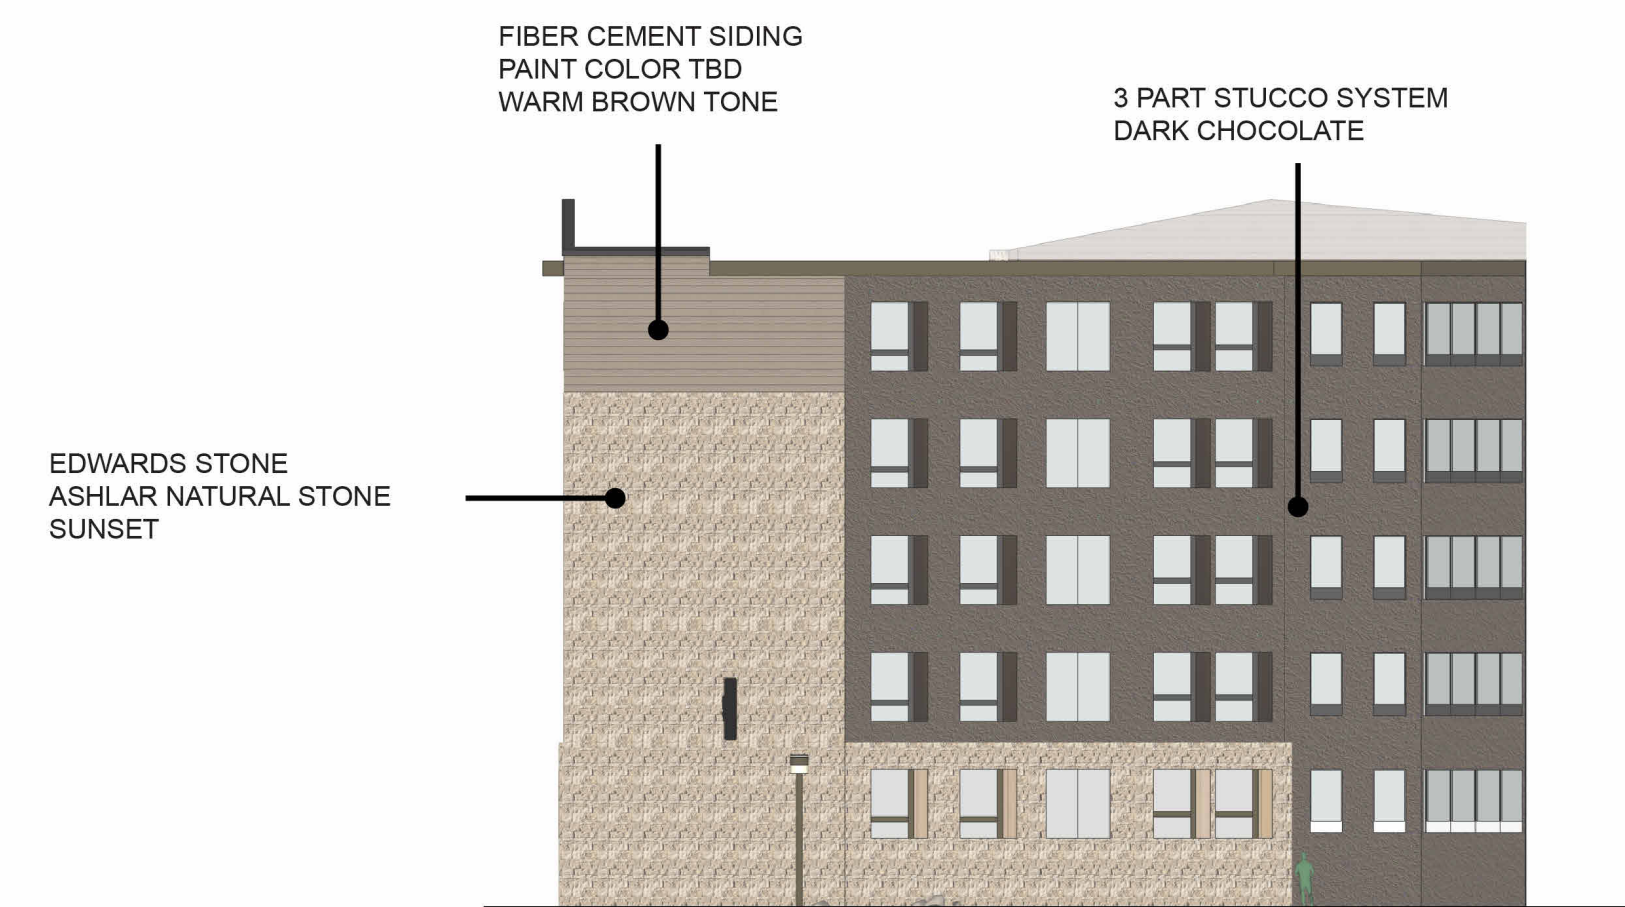 FIBER CEMENT SIDING
PAINT COLOR TBD
WARM BROWN TONE
3 PART STUCCO SYSTEM
DARK CHOCOLATE
EDWARDS STONE
ASHLAR NATURAL STONE
SUNSET